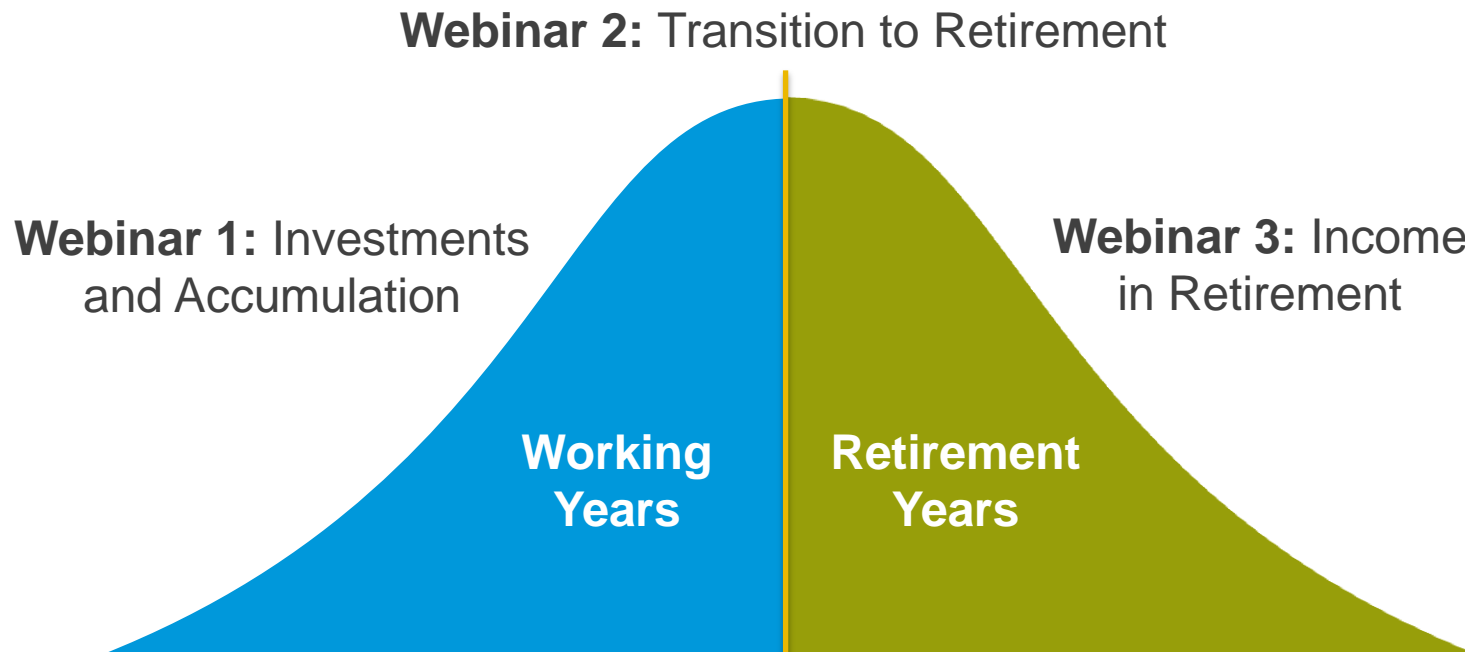 Webinar 2: Transition to Retirement
Webinar 1: Investments
and Accumulation
Webinar 3: Income
in Retirement
Working
Years
Retirement
Years